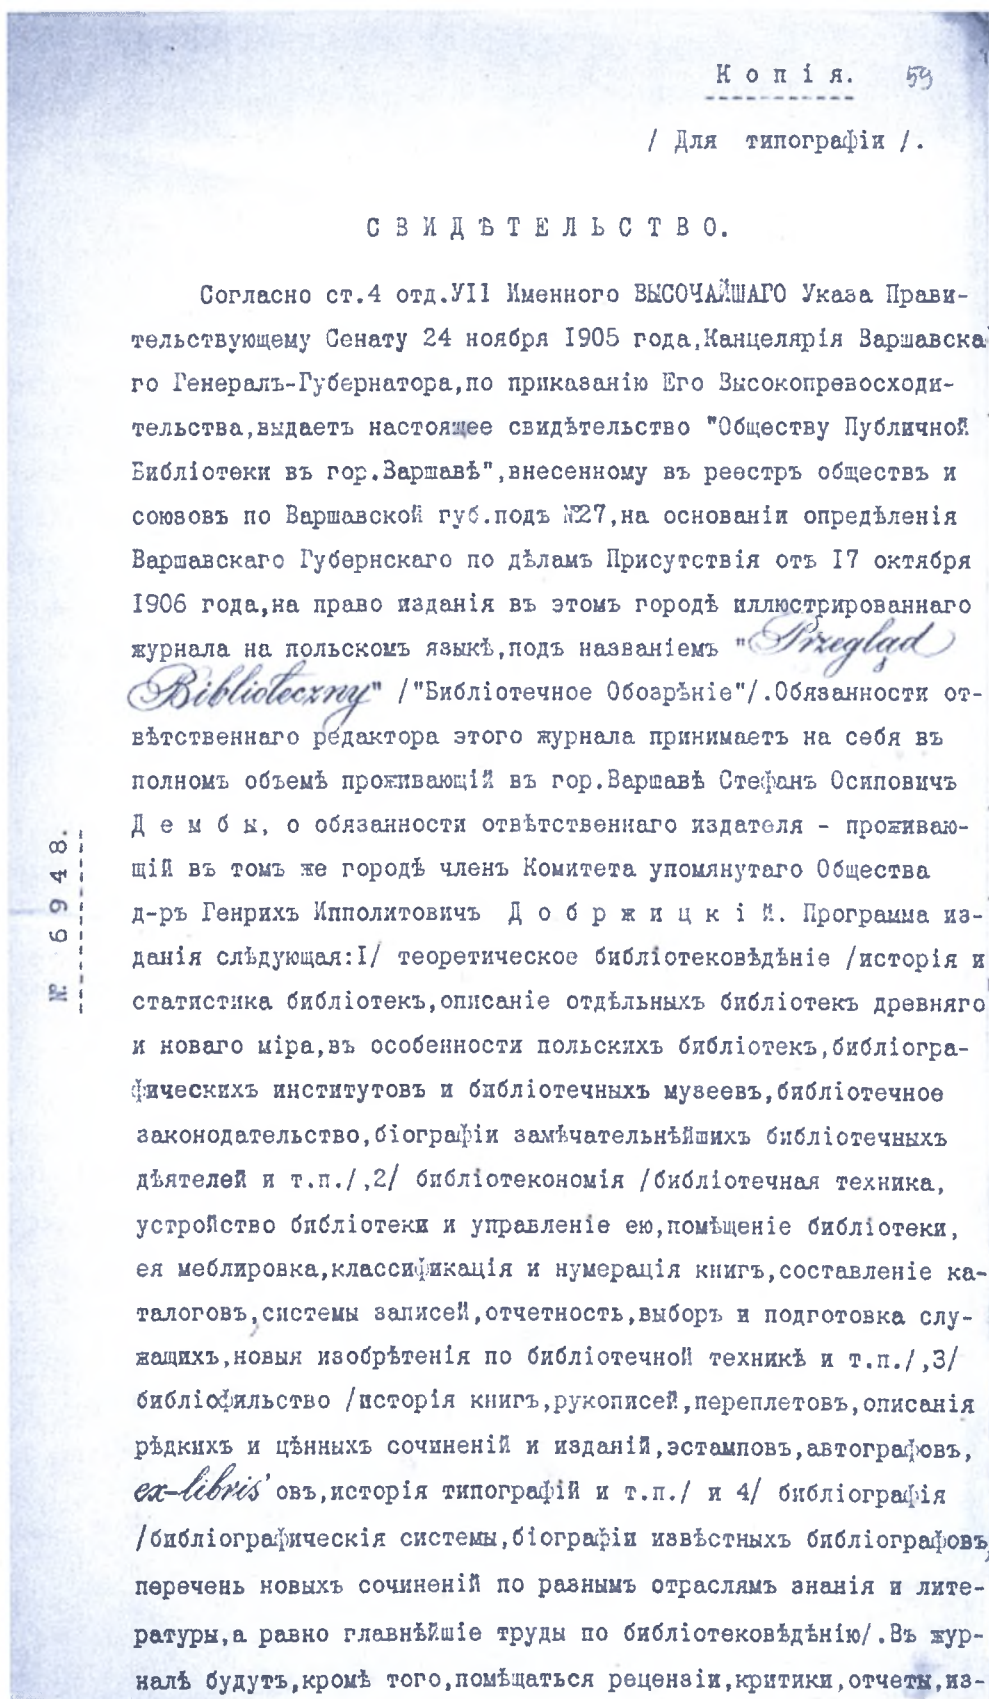 Копія. 59
/ Для типографіи /.
СВИДѢТЕЛЬСТВО.
Согласно ст.4 отд.УІІ Именного ВЫСОЧАЙШАГО Указа Прави-
тельствующему Сенату 24 ноября 1905 года,Канцелярія Варшавска
го Генералъ-Губернатора,по приказанію Его Высокопревосходи-
тельства,выдаетъ настоящее свидѣтельство "Обществу Публичной
Библіотеки въ гор.Варшавѣ",внесенному въ реестръ обществъ и
союзовъ по Варшавской губ.подъ №27,на основаніи опредѣленія
Варшавскаго Губернскаго по дѣламъ Присутствія отъ 17 октября
1906 года,на право изданія въ этомъ городѣ иллюстрированнаго
журнала на польскомъ языкѣ,подъ названіемъ "Przegląd
Biblioteczny" /"Библіотечное Обозрѣніе"/.Обязанности от-
вѣтственнаго редактора этого журнала принимаетъ на себя въ
полномъ объемѣ проживающій въ гор.Варшавѣ Стефанъ Осиповичъ
Дембы, о обязанности отвѣтственнаго издателя - проживаю-
щій въ томъ же городѣ членъ Комитета упомянутаго Общества
д-ръ Генрихъ Ипполитовичъ Добржицкій. Программа из-
данія слѣдующая:І/ теоретическое библіотековѣдѣніе /исторія и
статистика библіотекъ,описаніе отдѣльныхъ библіотекъ древняго
и новаго міра,въ особенности польскихъ библіотекъ,библіогра-
фическихъ институтовъ и библіотечныхъ музеевъ,библіотечное
законодательство,біографіи замѣчательнѣйшихъ библіотечныхъ
дѣятелей и т.п./,2/ библіотекономія /библіотечная техника,
устройство библіотеки и управленіе ею,помѣщеніе библіотеки,
ея меблировка,классификація и нумерація книгъ,составленіе ка-
талоговъ,системы записей,отчетность,выборъ и подготовка слу-
жащихъ,новыя изобрѣтенія по библіотечной техникѣ и т.п./,3/
библіофильство /исторія книгъ,рукописей,переплетовъ,описанія
рѣдкихъ и цѣнныхъ сочиненій и изданій,эстамповъ,автографовъ,
ex-libris' овъ,исторія типографій и т.п./ и 4/ библіографія
/библіографическія системы,біографіи извѣстныхъ библіографовъ,
перечень новыхъ сочиненій по разнымъ отраслямъ знанія и лите-
ратуры,а равно главнѣйшіе труды по библіотековѣдѣнію/.Въ жур-
налѣ будутъ,кромѣ того,помѣщаться рецензіи,критики,отчеты,из-
№ 6948.